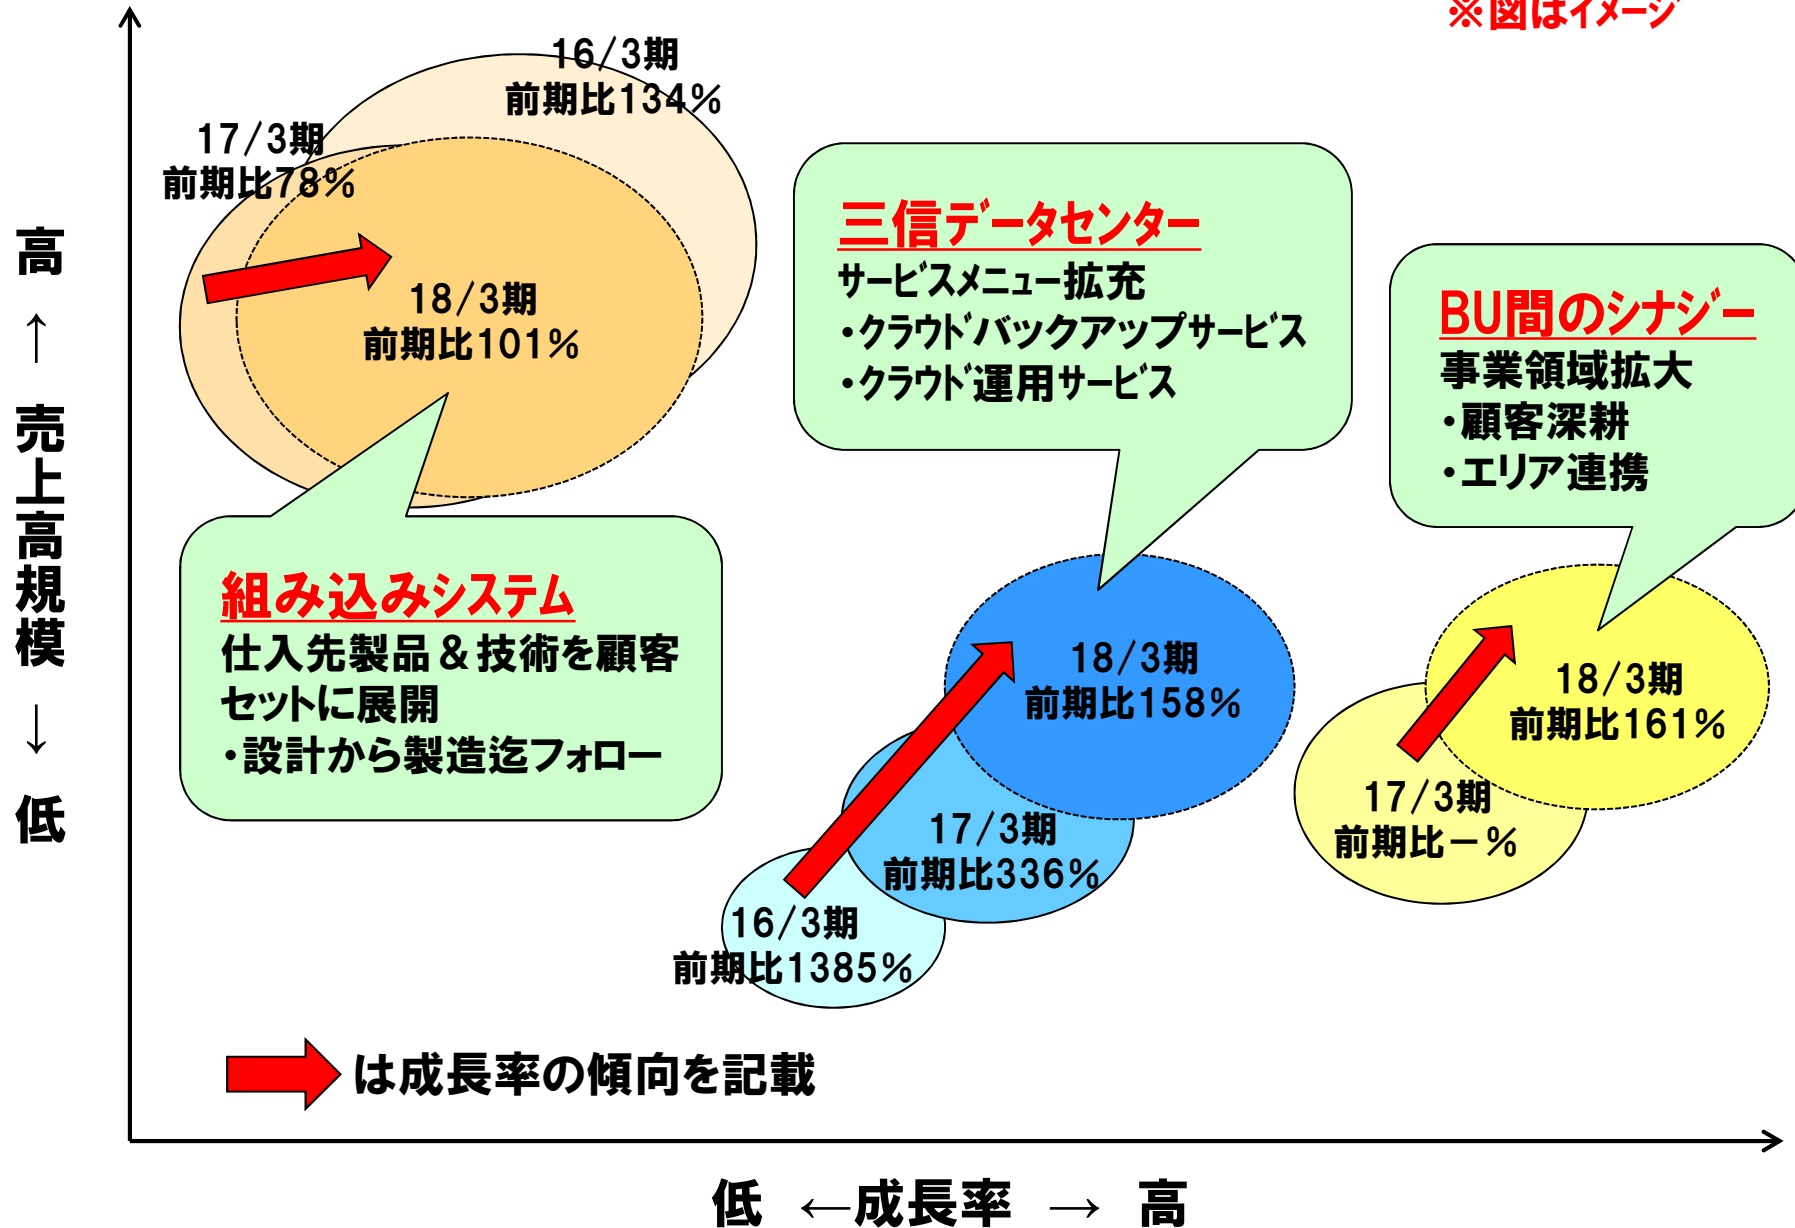 ※図はイメージ
16/3期
前期比134%
17/3期
前期比78%
18/3期
前期比101%
三信データセンター
サービスメニュー拡充
・クラウドバックアップサービス
・クラウド運用サービス
BU間のシナジー
事業領域拡大
・顧客深耕
・エリア連携
組み込みシステム
仕入先製品&技術を顧客
セットに展開
・設計から製造迄フォロー
18/3期
前期比158%
17/3期
前期比336%
16/3期
前期比1385%
18/3期
前期比161%
17/3期
前期比-%
は成長率の傾向を記載
高 ↑ 売上高規模 ↓ 低
低 ←成長率 → 高